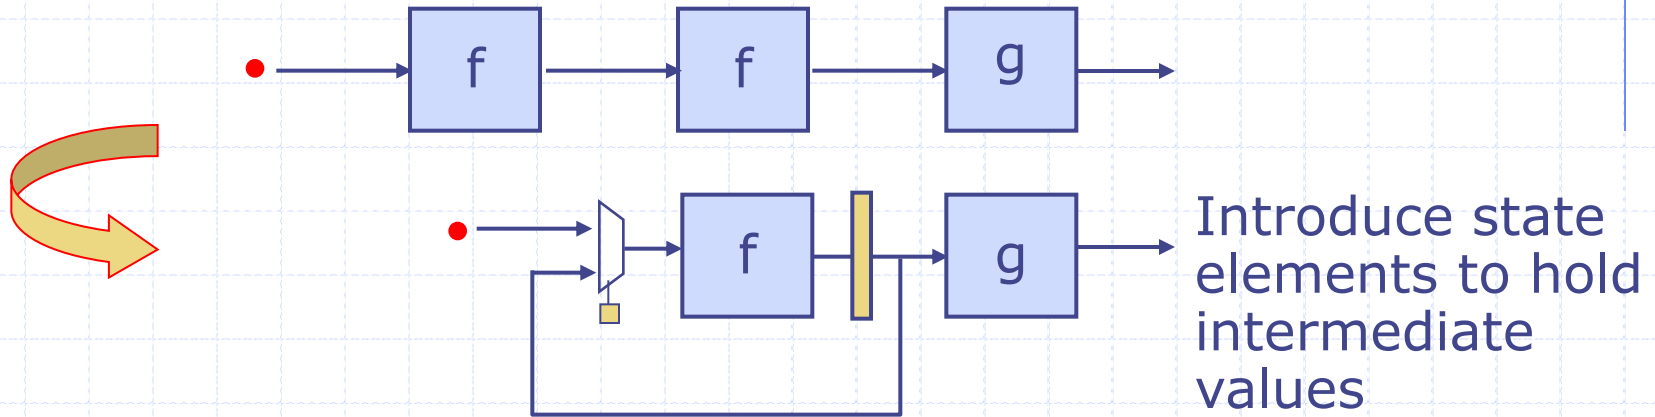 f f g
f g
Introduce state
elements to hold
intermediate
values